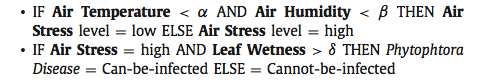 • IF Air Temperature < α AND Air Humidity < β THEN Air
Stress level = low ELSE Air Stress level = high
• IF Air Stress = high AND Leaf Wetness > δ THEN Phytophtora
Disease = Can-be-infected ELSE = Cannot-be-infected